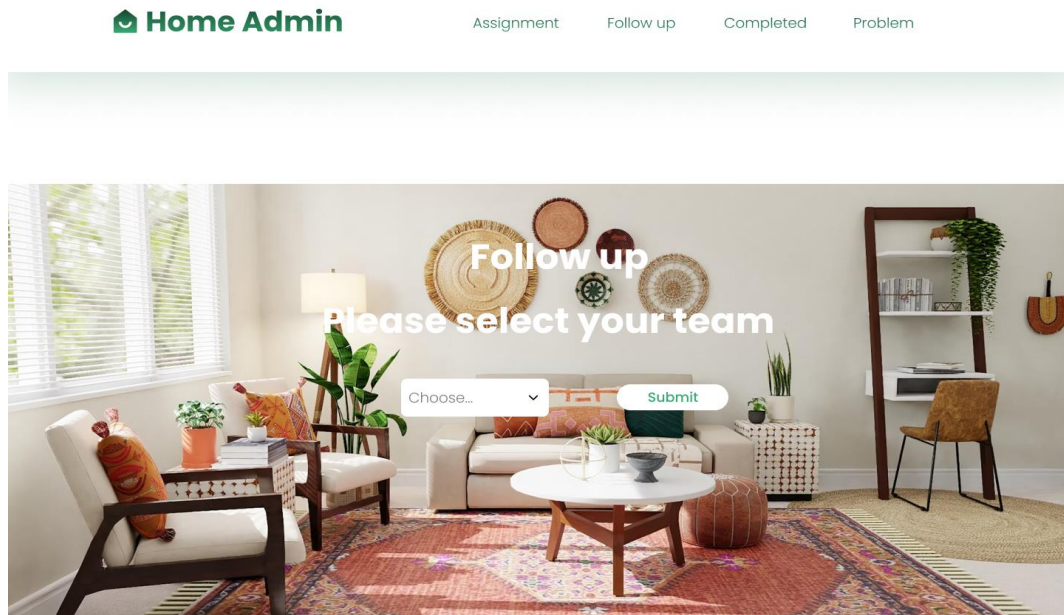 Home Admin
Assignment
Follow up
Completed
Problem
Follow up
Please select your team
Choose...
Submit